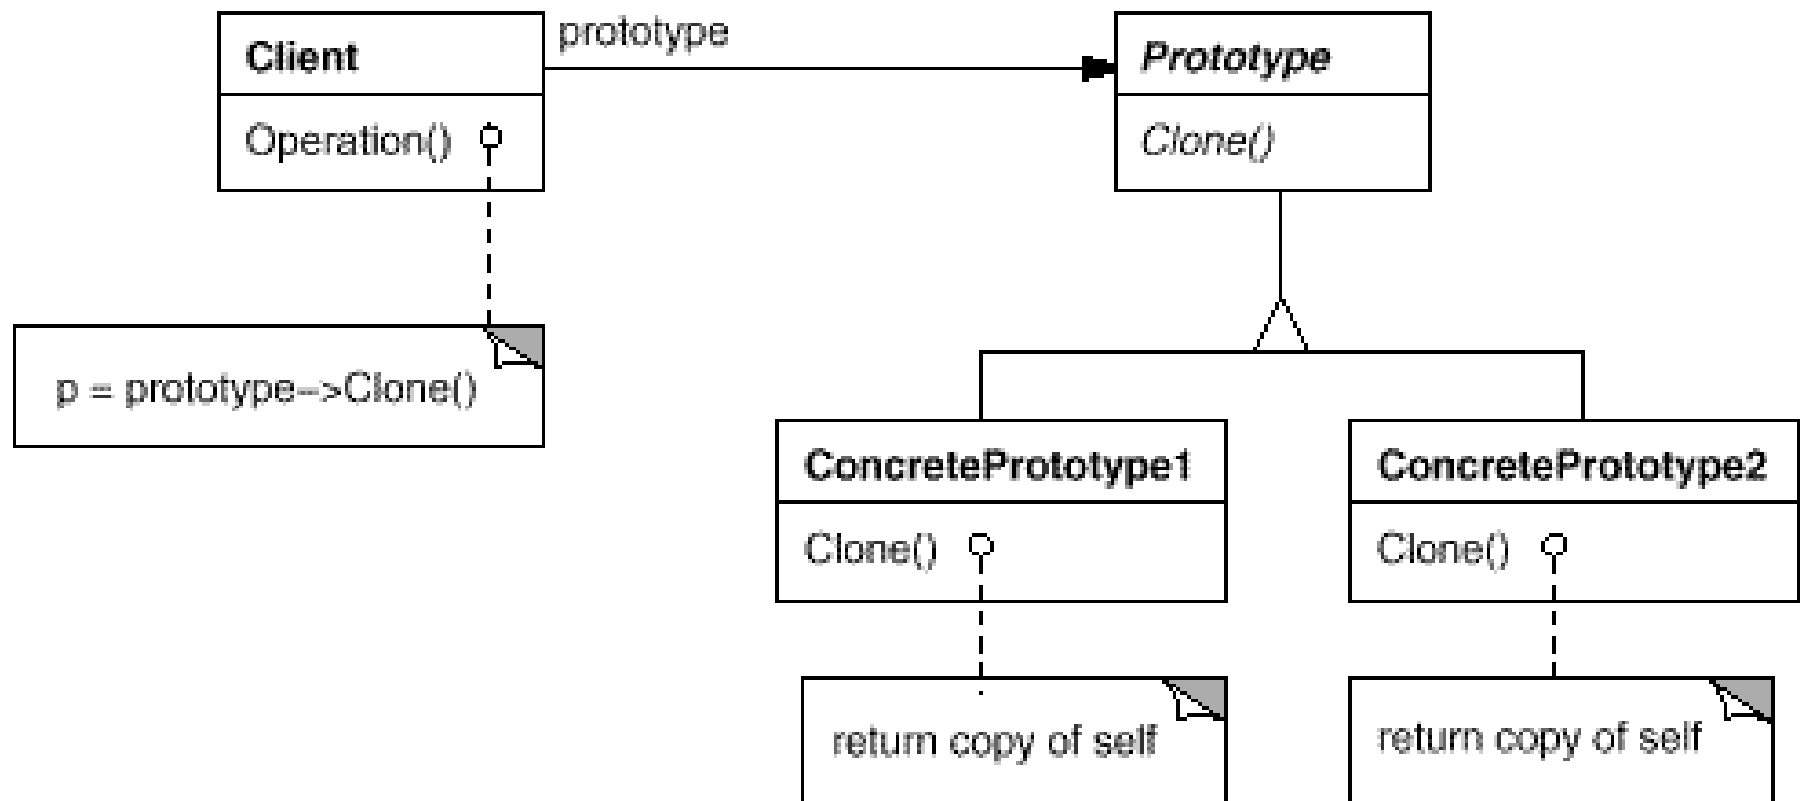 Client
prototype
Prototype
Operation()
Clone()
p = prototype–>Clone()
ConcretePrototype1
ConcretePrototype2
Clone()
Clone()
return copy of self
return copy of self